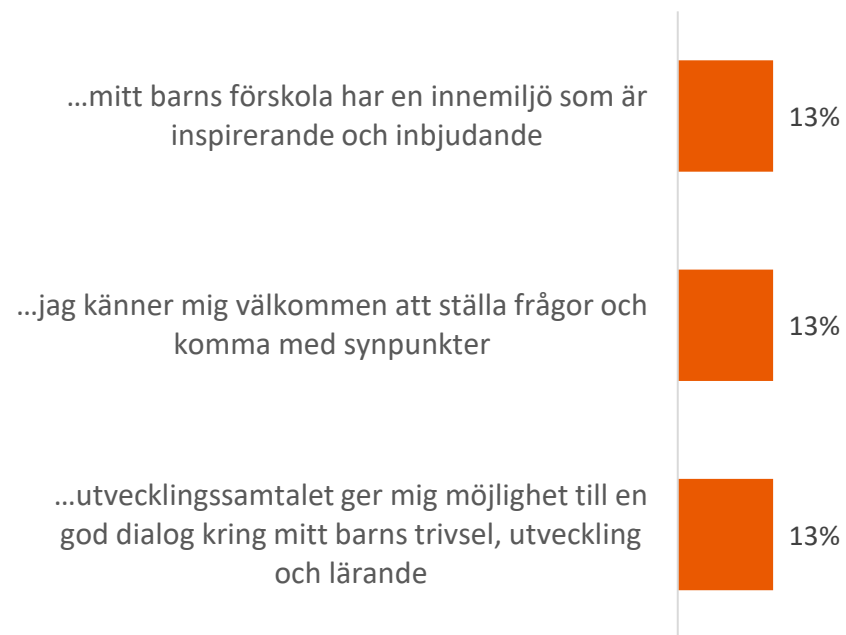 ...mitt barns förskola har en innemiljö som är
inspirerande och inbjudande
13%
...jag känner mig välkommen att ställa frågor och
komma med synpunkter
13%
...utvecklingssamtalet ger mig möjlighet till en
god dialog kring mitt barns trivsel, utveckling
och lärande
13%